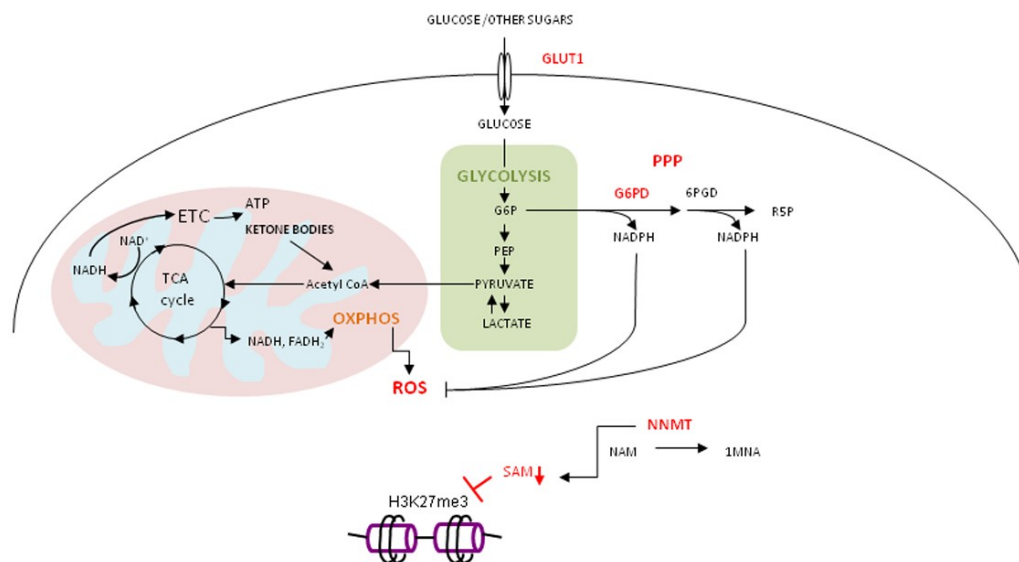 GLUCOSE/OTHER SUGARS
GLUT1
GLUCOSE
GLYCOLYSIS
PPP
G6P
G6PD
6PGD
R5P
NADPH
NADPH
PEP
PYRUVATE
LACTATE
ETC
ATP
KETONE BODIES
NAD⁺
NADH
TCA
cycle
Acetyl CoA
OXPHOS
NADH, FADH₂
ROS
NNMT
NAM
1MNA
SAM
H3K27me3